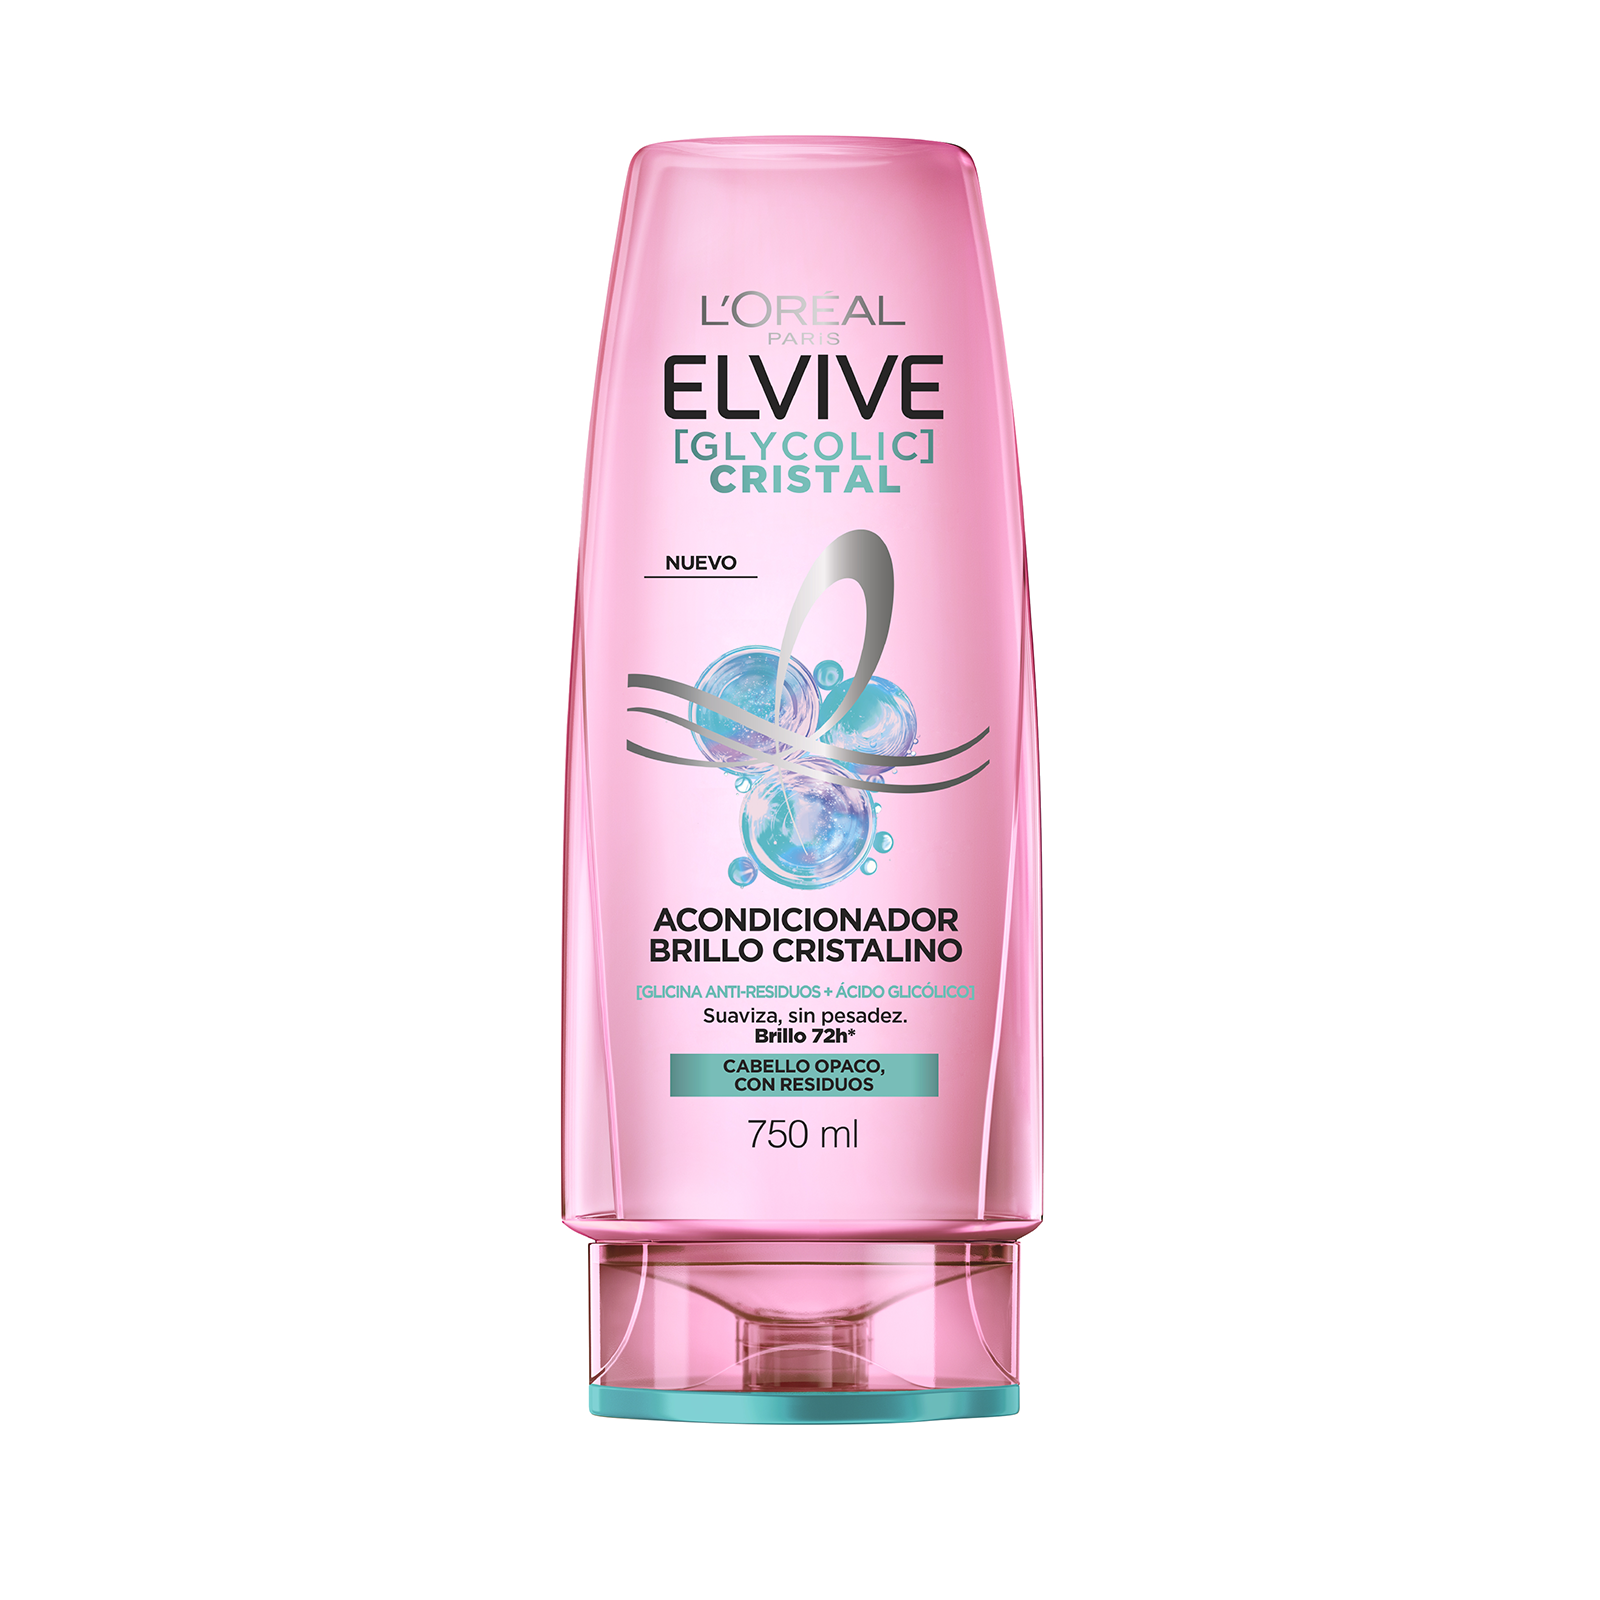 L'ORÉAL
PARIS
ELVIVE
[GLYCOLIC]
CRISTAL
NUEVO
ACONDICIONADOR
BRILLO CRISTALINO
[GLICINA ANTI-RESIDUOS + ÁCIDO GLICÓLICO]
Suaviza, sin pesadez.
Brillo 72h*
CABELLO OPACO,
CON RESIDUOS
750 ml